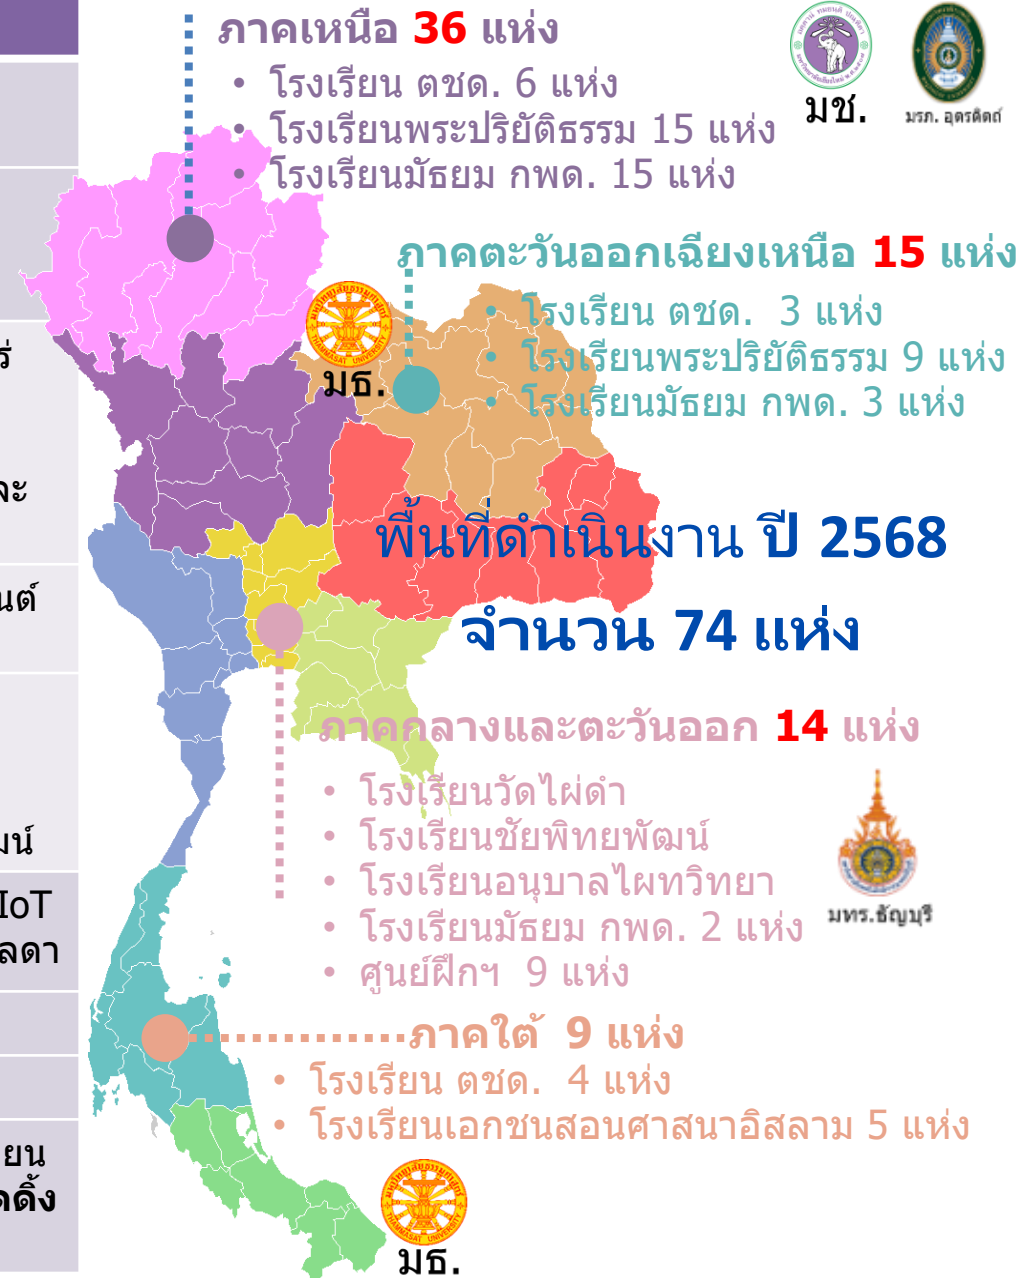 ภาคเหนือ 36 แห่ง
• โรงเรียน ตชด. 6 แห่ง
• โรงเรียนพระปริยัติธรรม 15 แห่ง
• โรงเรียนมัธยม กพด. 15 แห่ง
มช.
มรภ. อุตรดิตถ์
ภาคตะวันออกเฉียงเหนือ 15 แห่ง
• โรงเรียน ตชด. 3 แห่ง
• โรงเรียนพระปริยัติธรรม 9 แห่ง
• โรงเรียนมัธยม กพด. 3 แห่ง
THAMMASAT UNIVERSITY
มธ.
พื้นที่ดำเนินงาน ปี 2568
จำนวน 74 แห่ง
ภาคกลางและตะวันออก 14 แห่ง
• โรงเรียนวัดไผ่ดำ
• โรงเรียนชัยพิทยพัฒน์
• โรงเรียนอนุบาลไผทวิทยา
• โรงเรียนมัธยม กพด. 2 แห่ง
• ศูนย์ฝึกฯ 9 แห่ง
มทร.ธัญบุรี
ภาคใต้ 9 แห่ง
• โรงเรียน ตชด. 4 แห่ง
• โรงเรียนเอกชนสอนศาสนาอิสลาม 5 แห่ง
THAMMASAT UNIVERSITY
มธ.
IoT